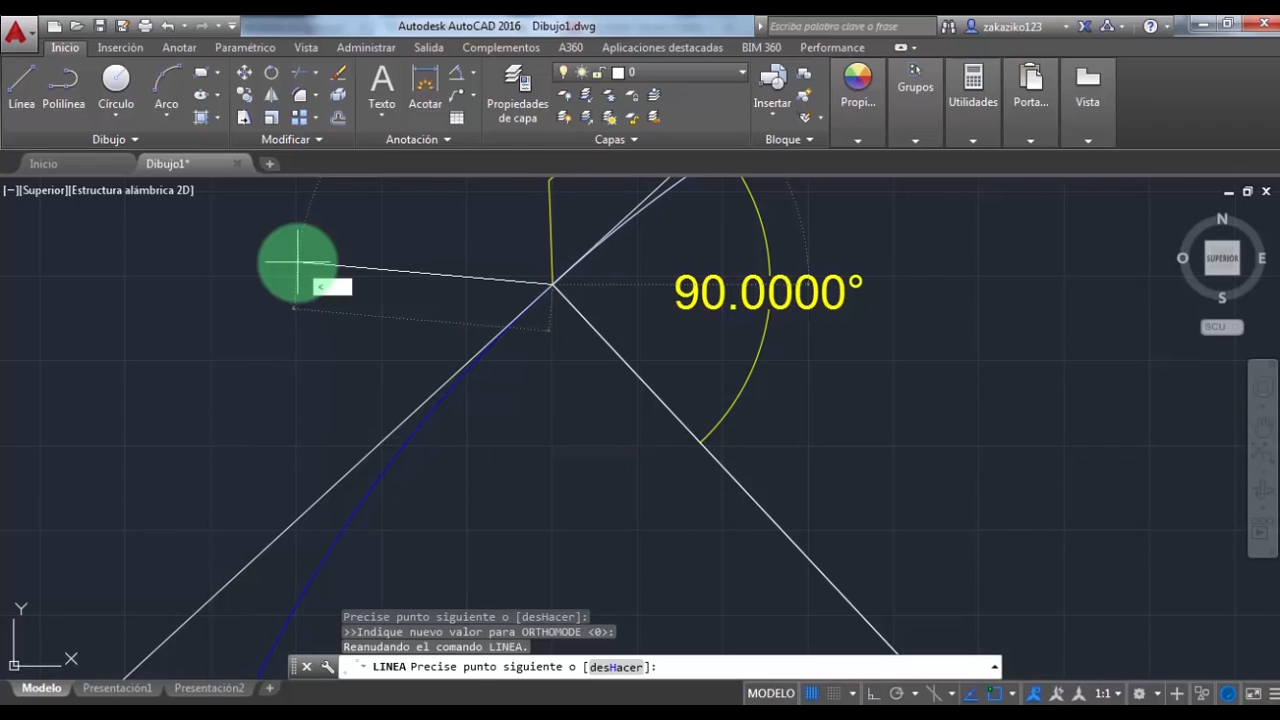 Autodesk AutoCAD 2016 Dibujo1.dwg
Escriba palabra clave o frase
zakaziko123
Inicio Inserción Anotar Paramétrico Vista Administrar Salida Complementos A360 Aplicaciones destacadas BIM 360 Performance
0
Línea Polilínea Círculo Arco Texto Acotar Propiedades de capa Insertar Propi... Grupos Utilidades Porta... Vista
Dibujo Modificar Anotación Capas Bloque
Inicio Dibujo1*
[−][Superior][Estructura alámbrica 2D]
N
O SUPERIOR E
S
SCU
<
90.0000°
Precise punto siguiente o [desHacer]:
>>Indique nuevo valor para ORTHOMODE <0>:
Reanudando el comando LINEA.
LINEA Precise punto siguiente o [desHacer]:
Y
X
Modelo Presentación1 Presentación2 +
MODELO 1:1